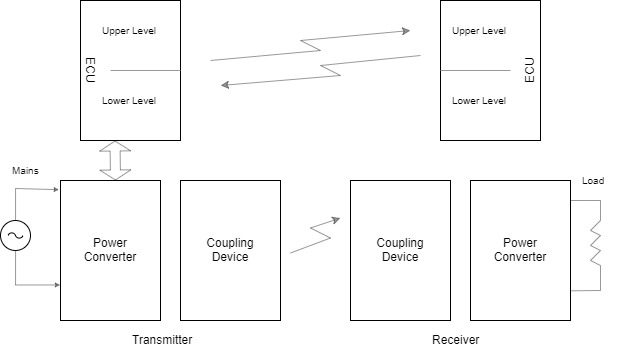 Upper Level
ECU
Lower Level
Upper Level
ECU
Lower Level
Mains
Load
Power
Converter
Coupling
Device
Coupling
Device
Power
Converter
Transmitter
Receiver